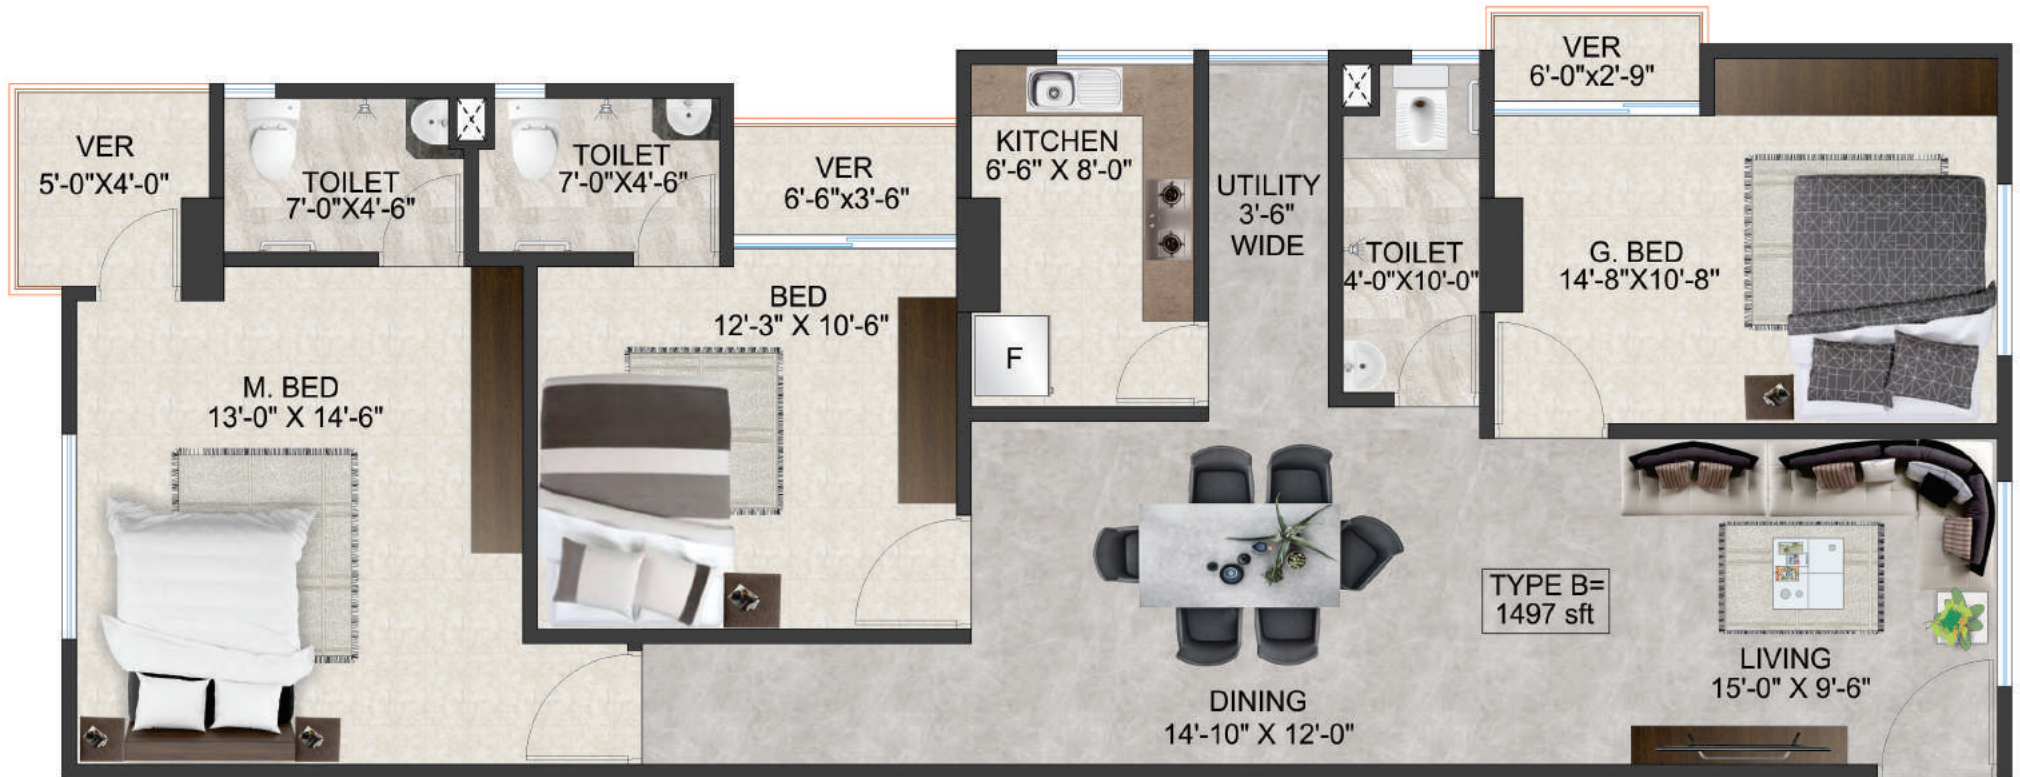 VER
5'-0"X4'-0"
TOILET
7'-0"X4'-6"
TOILET
7'-0"X4'-6"
VER
6'-6"x3'-6"
KITCHEN
6'-6" X 8'-0"
UTILITY
3'-6"
WIDE
TOILET
4'-0"X10'-0"
VER
6'-0"x2'-9"
G. BED
14'-8"X10'-8"
M. BED
13'-0" X 14'-6"
BED
12'-3" X 10'-6"
F
TYPE B=
1497 sft
DINING
14'-10" X 12'-0"
LIVING
15'-0" X 9'-6"